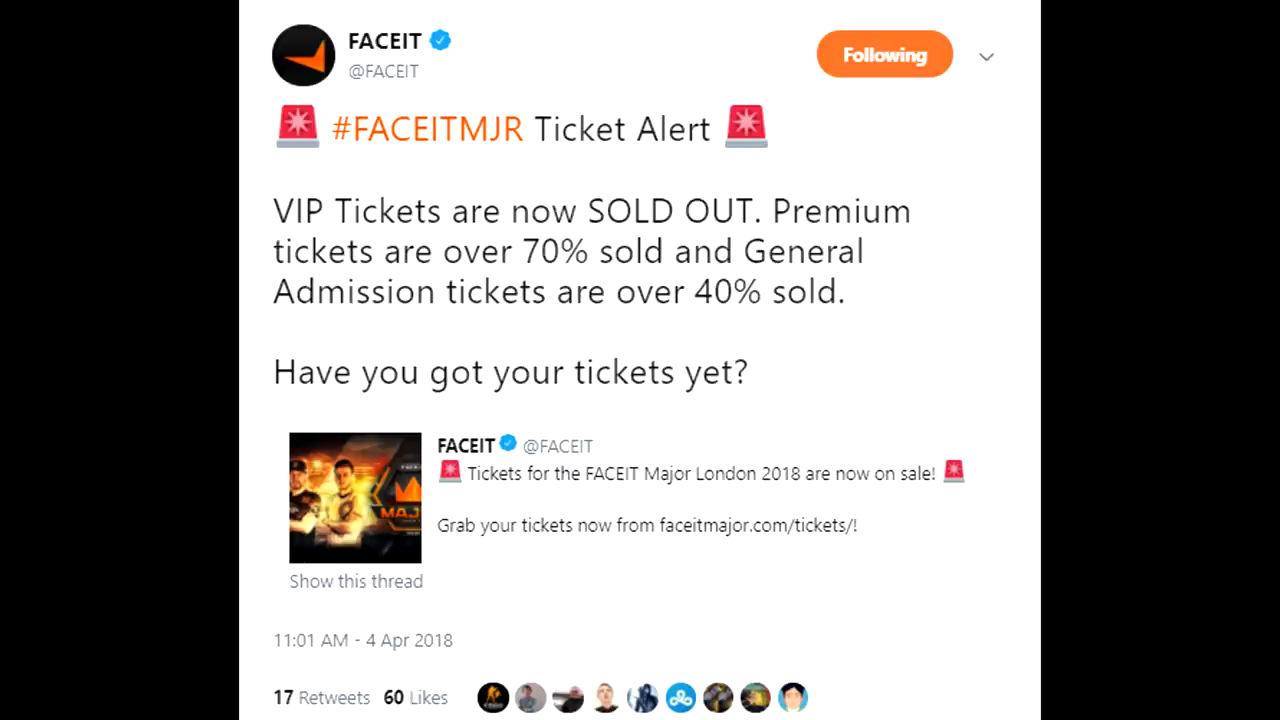 FACEIT
Following
@FACEIT
#FACEITMJR Ticket Alert
VIP Tickets are now SOLD OUT. Premium
tickets are over 70% sold and General
Admission tickets are over 40% sold.
Have you got your tickets yet?
FACEIT @FACEIT
Tickets for the FACEIT Major London 2018 are now on sale!
Grab your tickets now from faceitmajor.com/tickets/!
Show this thread
11:01 AM - 4 Apr 2018
17 Retweets 60 Likes